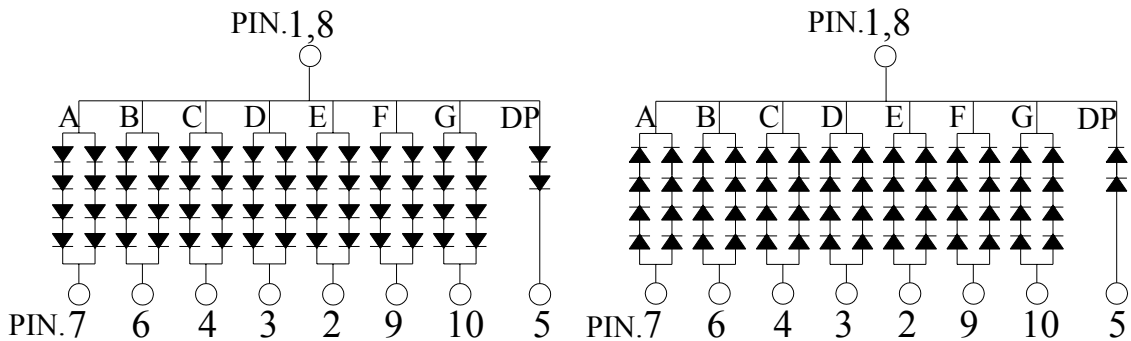 PIN.1,8 PIN.1,8
A B C D E F G DP A B C D E F G DP
PIN.7 6 4 3 2 9 10 5 PIN.7 6 4 3 2 9 10 5